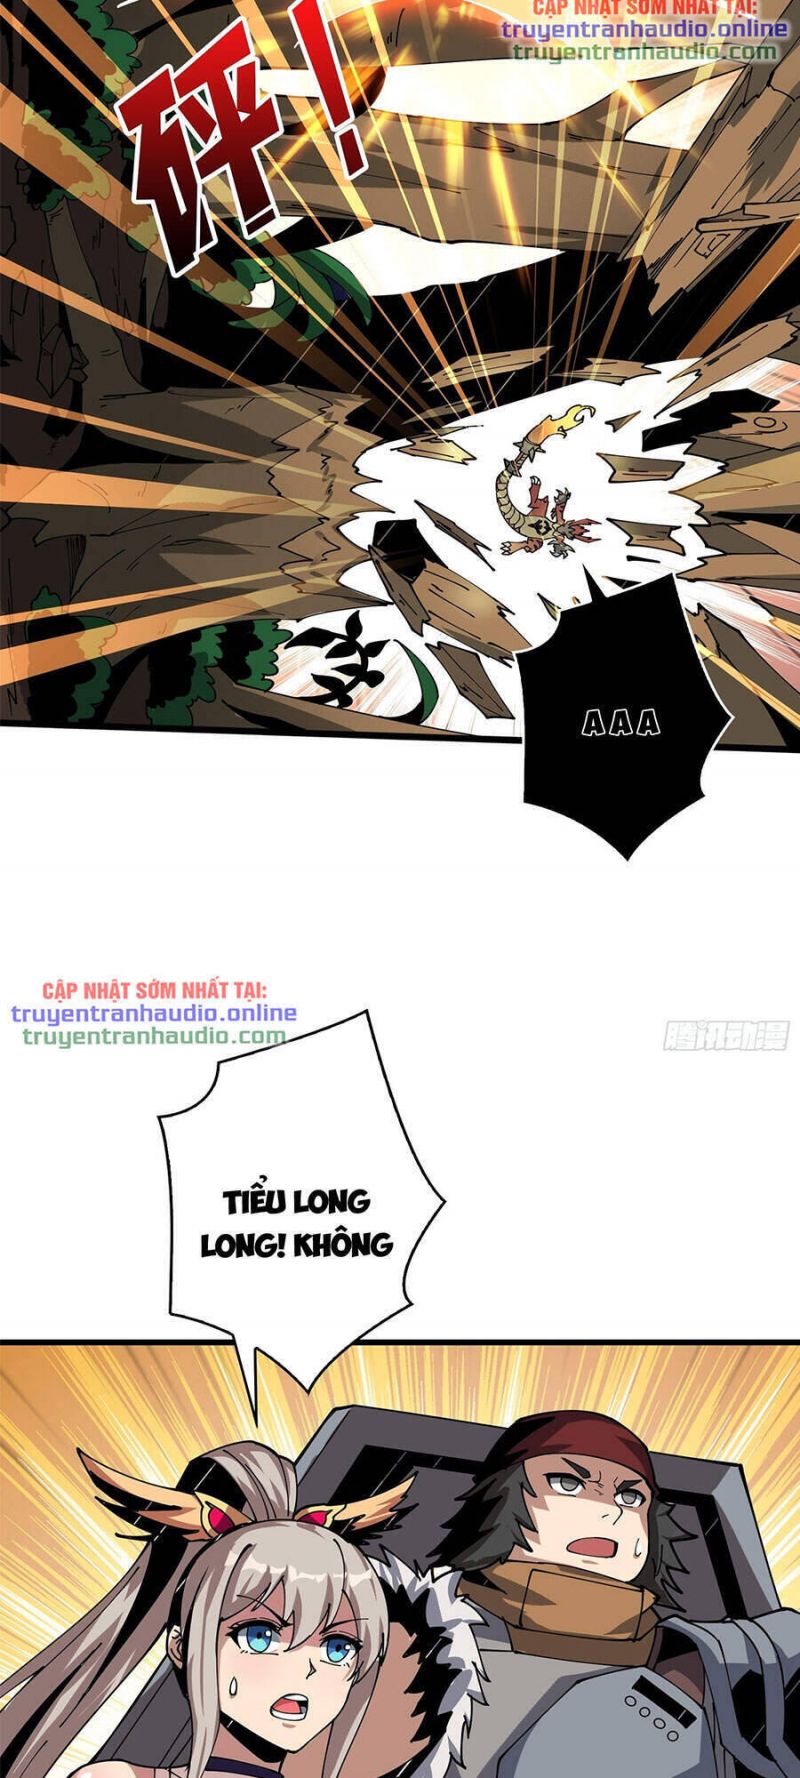 CẬP NHẬT SỚM NHẤT TẠI:
truyentranhaudio.online
truyentranhaudio.com
砰!
AAA
CẬP NHẬT SỚM NHẤT TẠI:
truyentranhaudio.online
truyentranhaudio.com
腾讯动漫
TIỂU LONG
LONG! KHÔNG